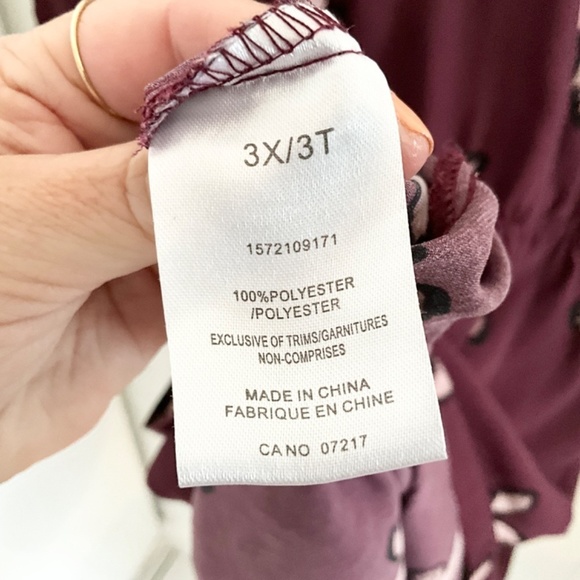 3X/3T
1572109171
100%POLYESTER
/POLYESTER
EXCLUSIVE OF TRIMS/GARNITURES
NON-COMPRISES
MADE IN CHINA
FABRIQUE EN CHINE
CA NO 07217